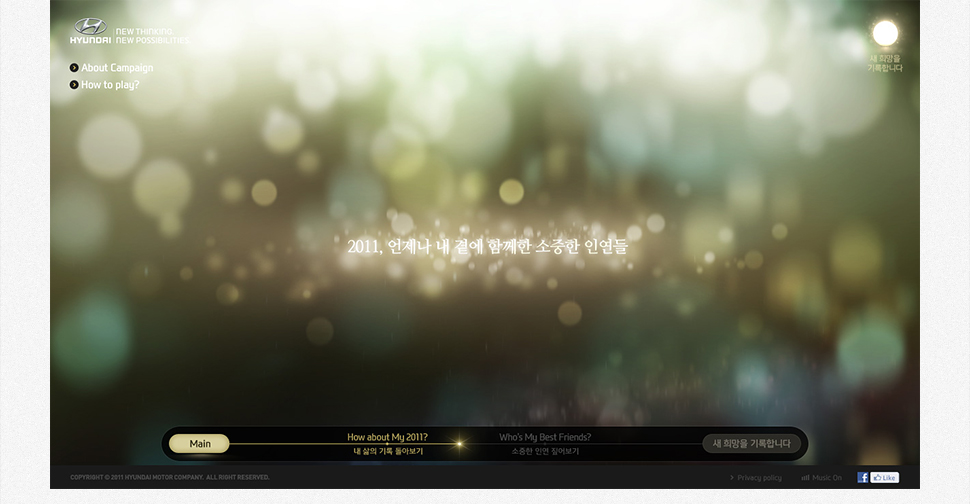 HYUNDAI
NEW THINKING.
NEW POSSIBILITIES.
About Campaign
How to play?
새 희망을
기록합니다
2011, 언제나 내 곁에 함께한 소중한 인연들
Main
How about My 2011?
내 삶의 기록 돌아보기
Who's My Best Friends?
소중한 인연 짚어보기
새 희망을 기록합니다
COPYRIGHT © 2011 HYUNDAI MOTOR COMPANY. ALL RIGHT RESERVED.
Privacy policy
Music On
f
Like